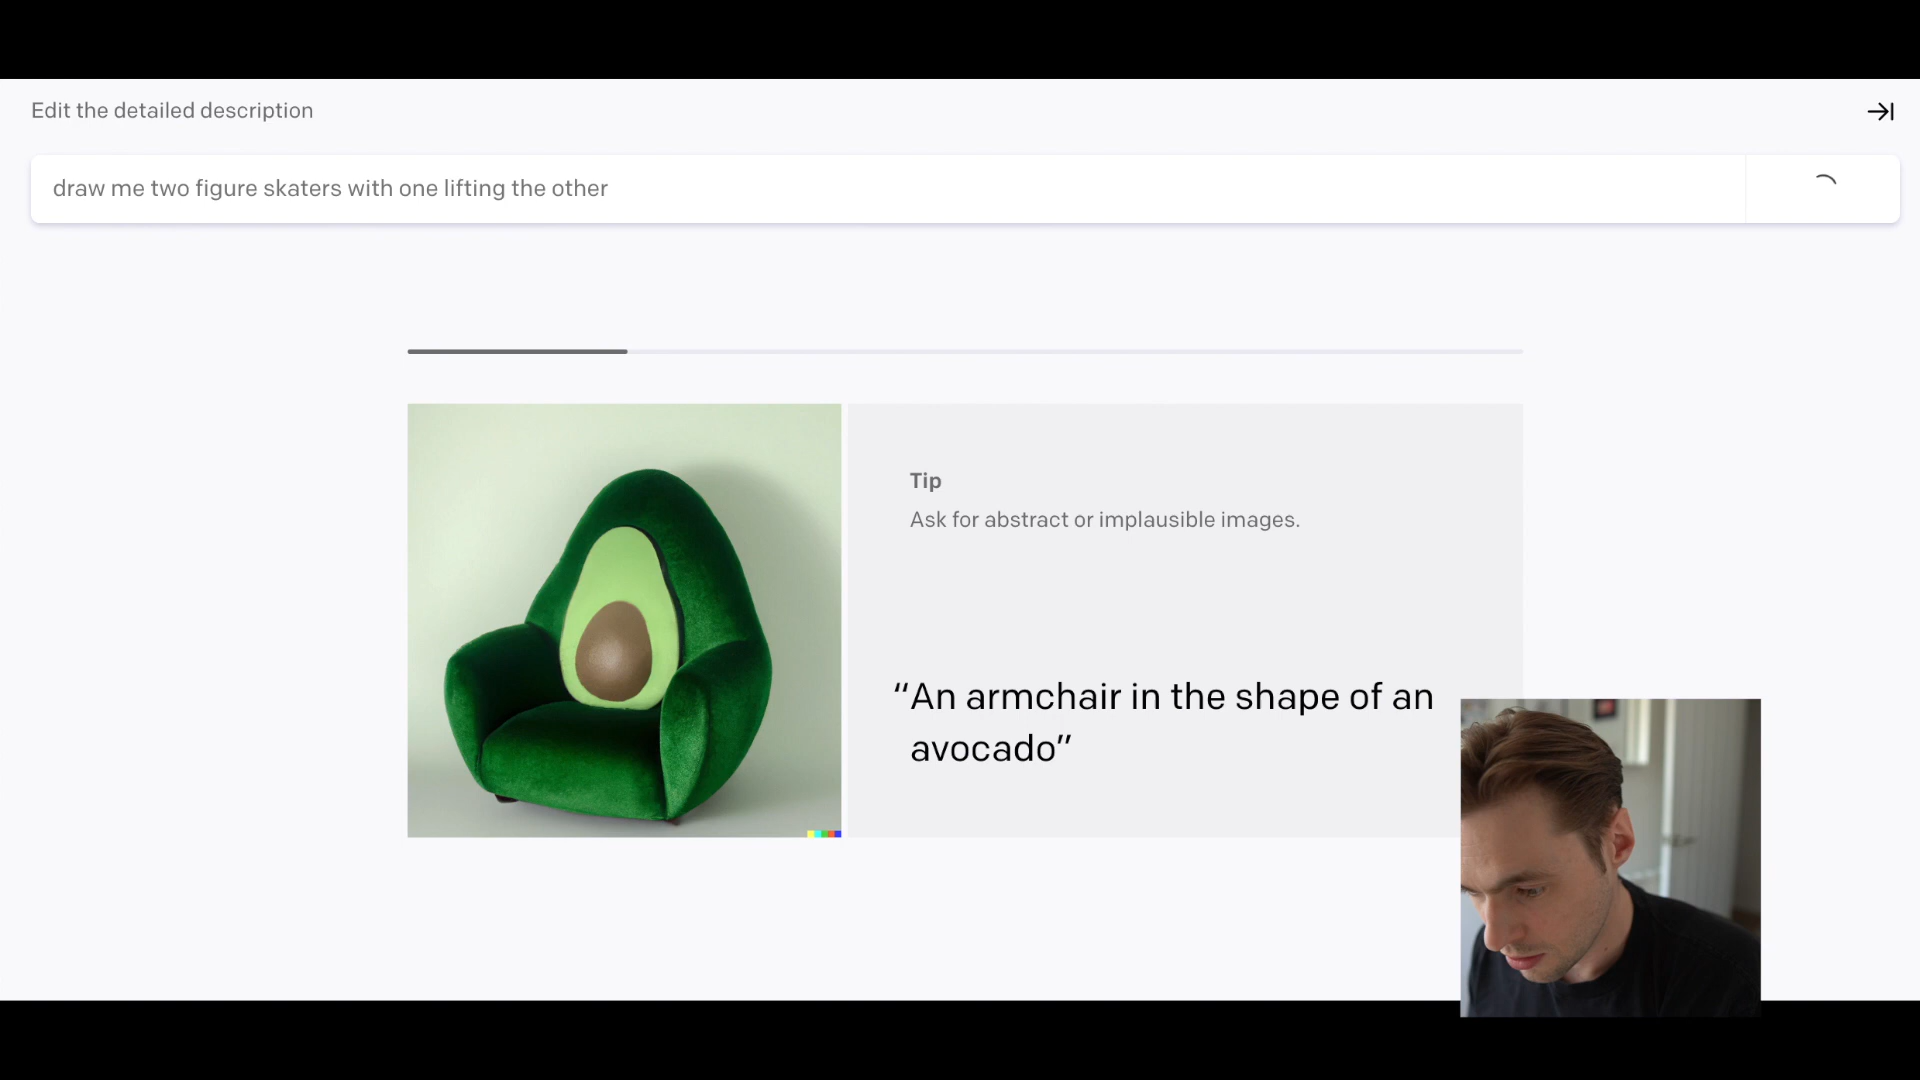 Edit the detailed description
draw me two figure skaters with one lifting the other
Tip
Ask for abstract or implausible images.
“An armchair in the shape of an
avocado”